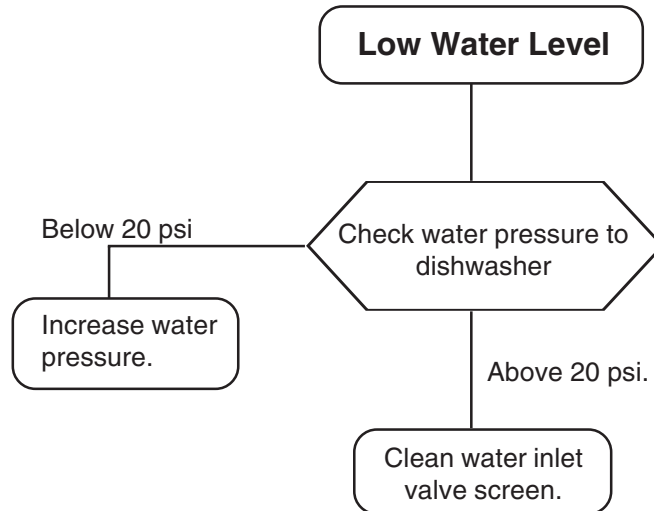 Low Water Level
Check water pressure to
dishwasher
Below 20 psi
Increase water
pressure.
Above 20 psi.
Clean water inlet
valve screen.